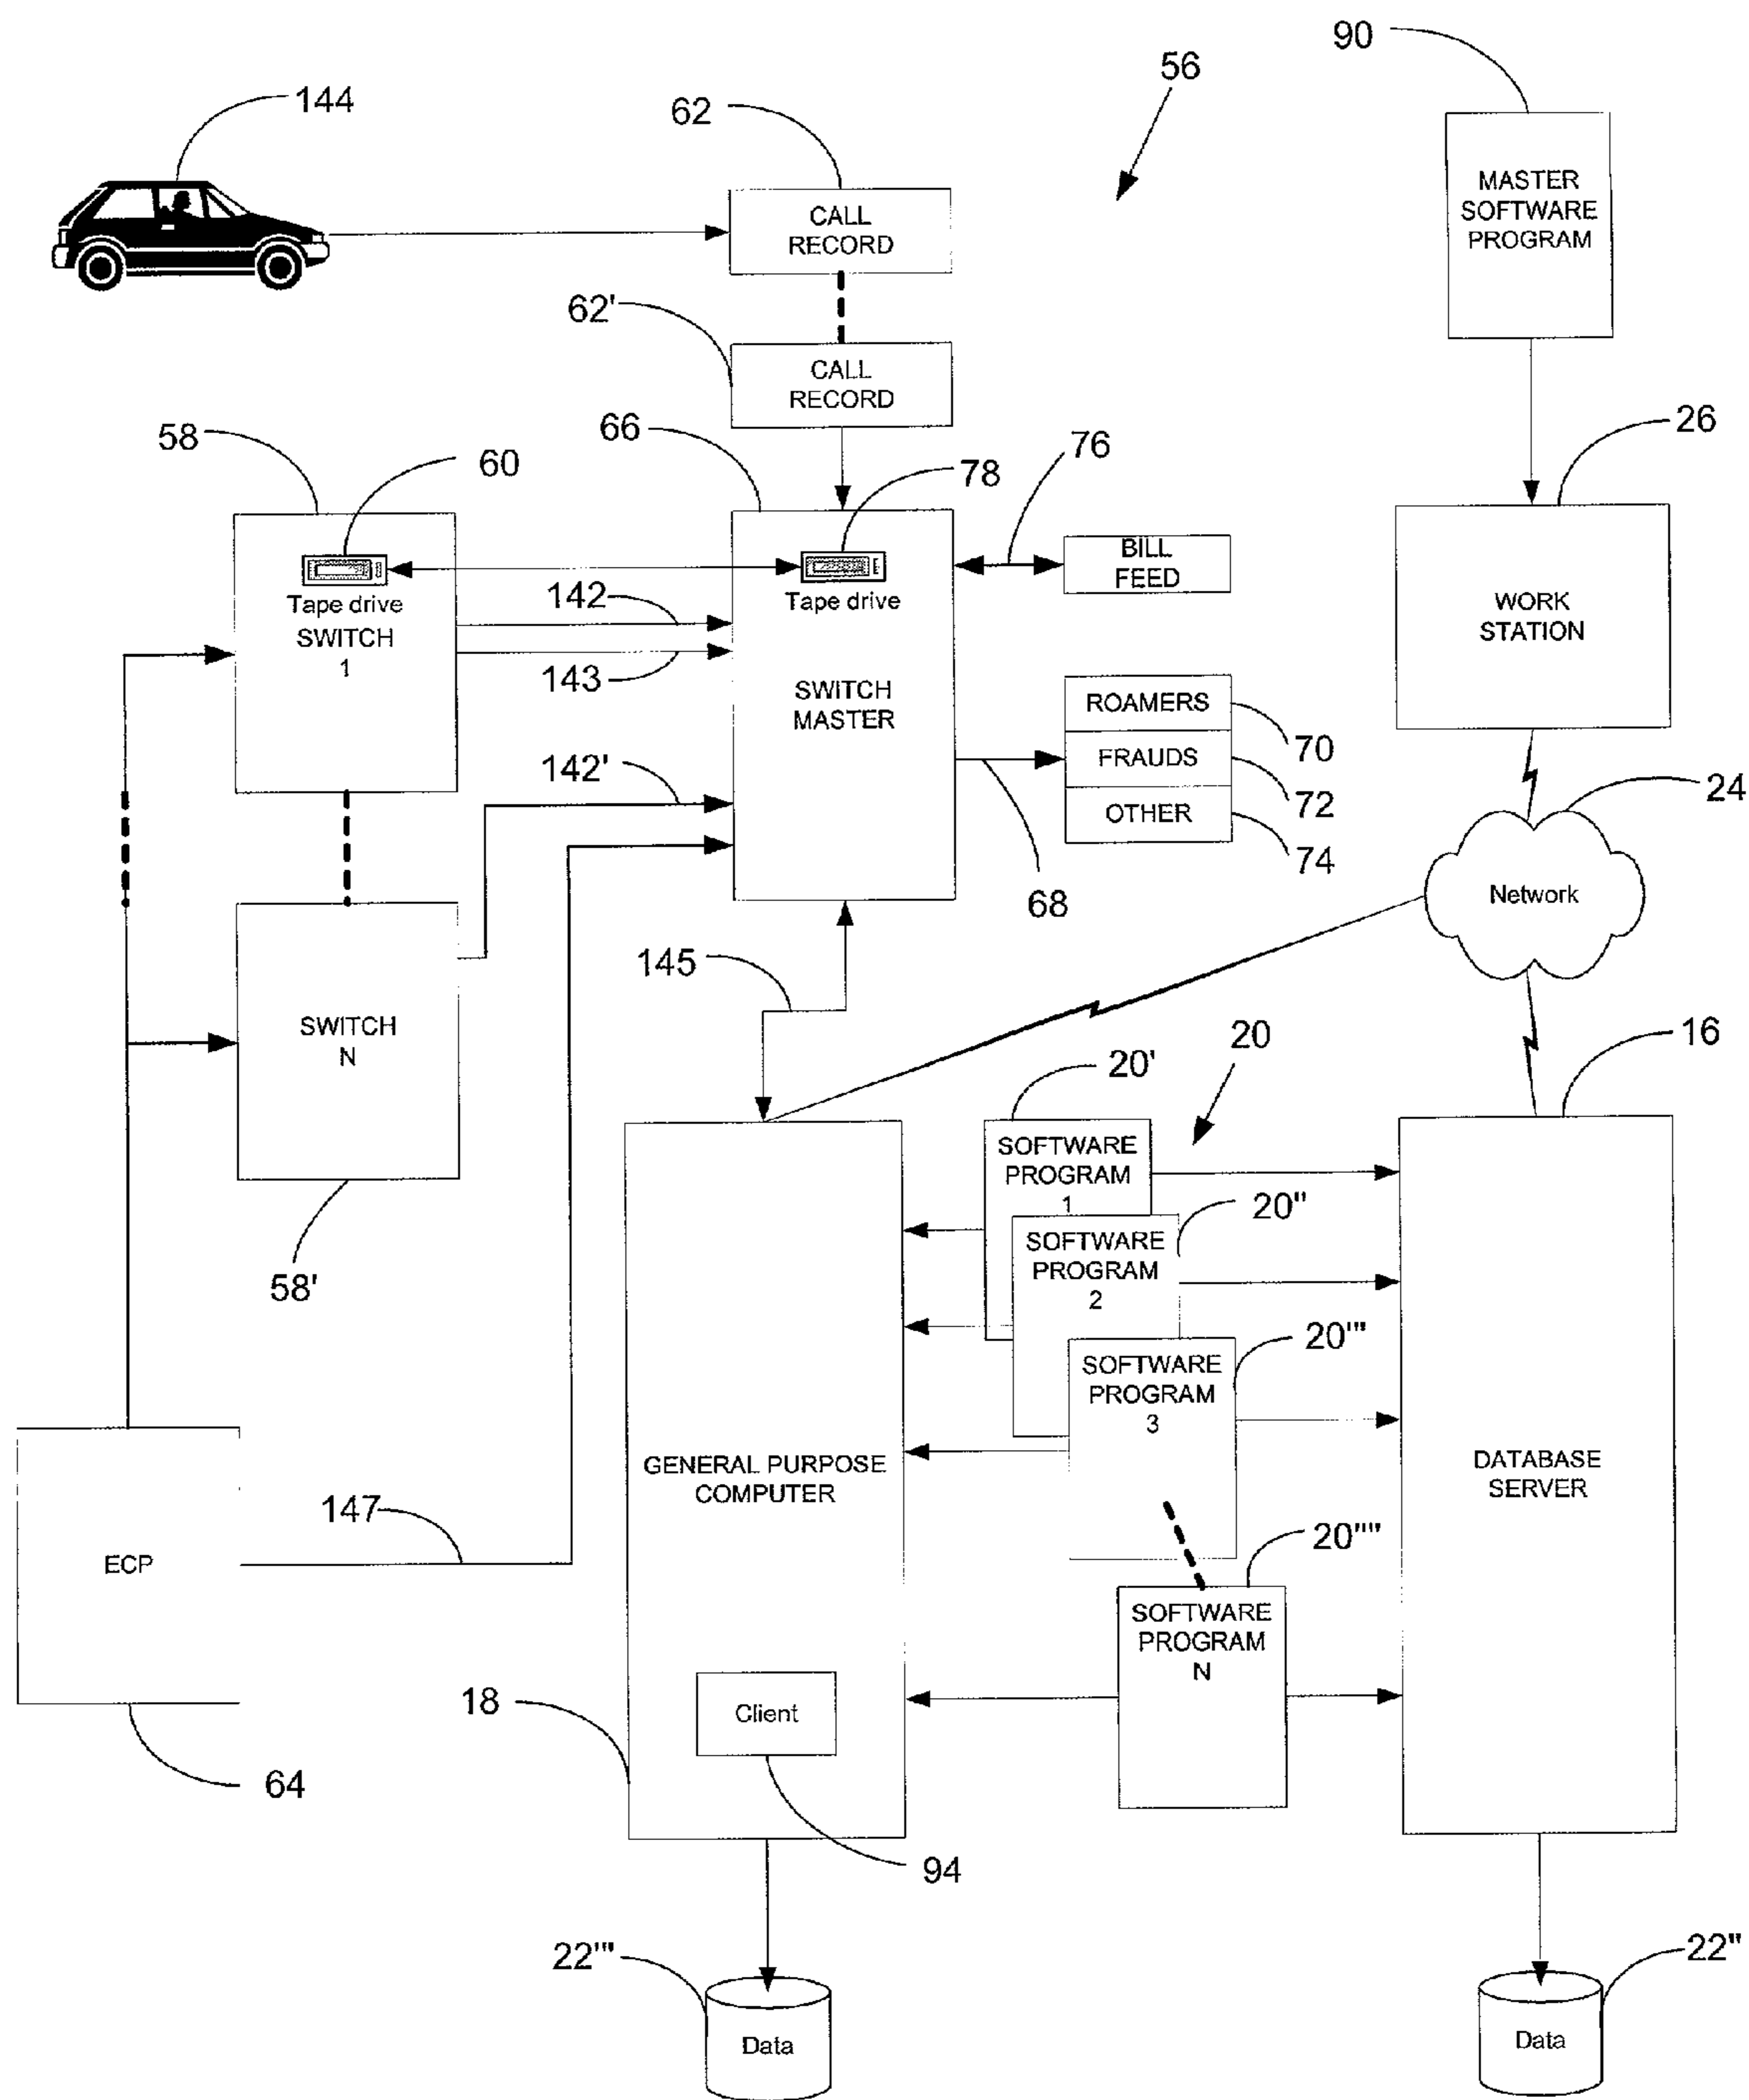 90
56
144
62
MASTER
SOFTWARE
PROGRAM
CALL
RECORD
62'
CALL
RECORD
26
58
66
76
60
78
BILL
FEED
Tape drive
142
Tape drive
WORK
STATION
SWITCH
1
143
SWITCH
MASTER
ROAMERS
70
FRAUDS
142'
24
72
OTHER
74
68
Network
145
SWITCH
N
20
16
20'
SOFTWARE
PROGRAM
1
20"
SOFTWARE
PROGRAM
2
58'
20'"
SOFTWARE
PROGRAM
3
GENERAL PURPOSE
COMPUTER
DATABASE
SERVER
147
20""
ECP
SOFTWARE
PROGRAM
N
18
Client
64
94
22'"
22"
Data
Data